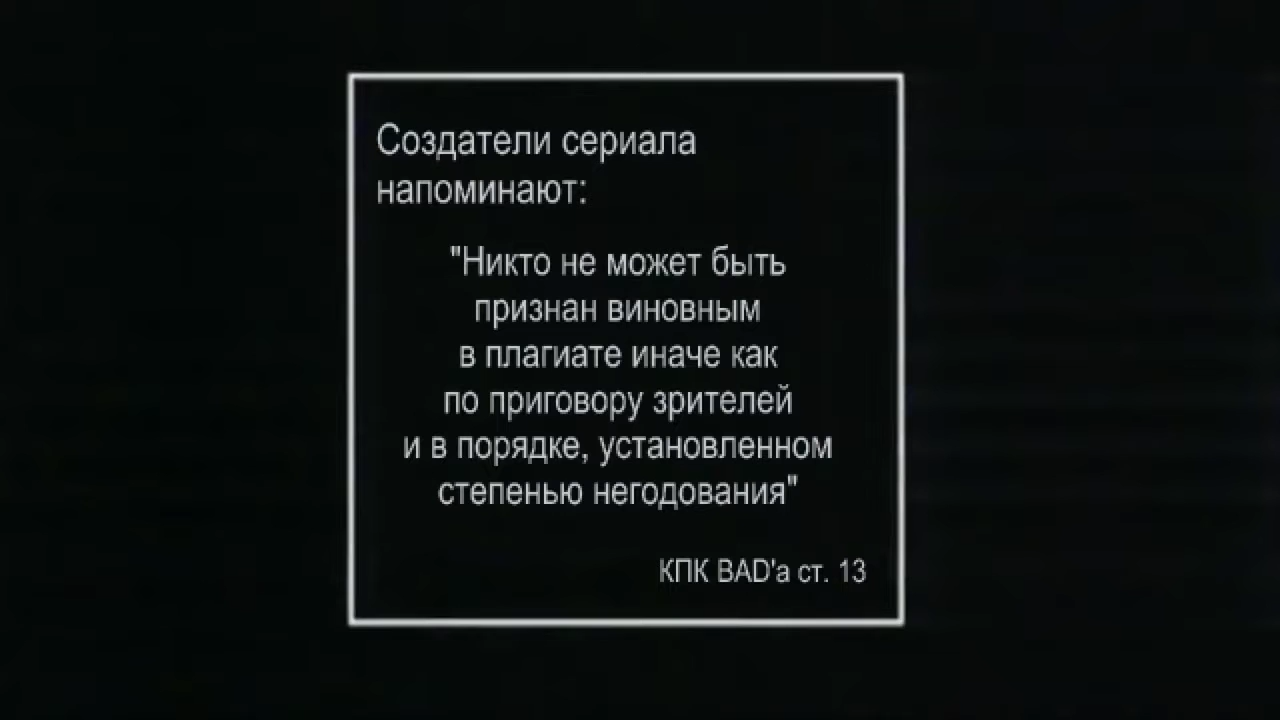 Создатели сериала
напоминают:
"Никто не может быть
признан виновным
в плагиате иначе как
по приговору зрителей
и в порядке, установленном
степенью негодования"
КПК BAD'а ст. 13